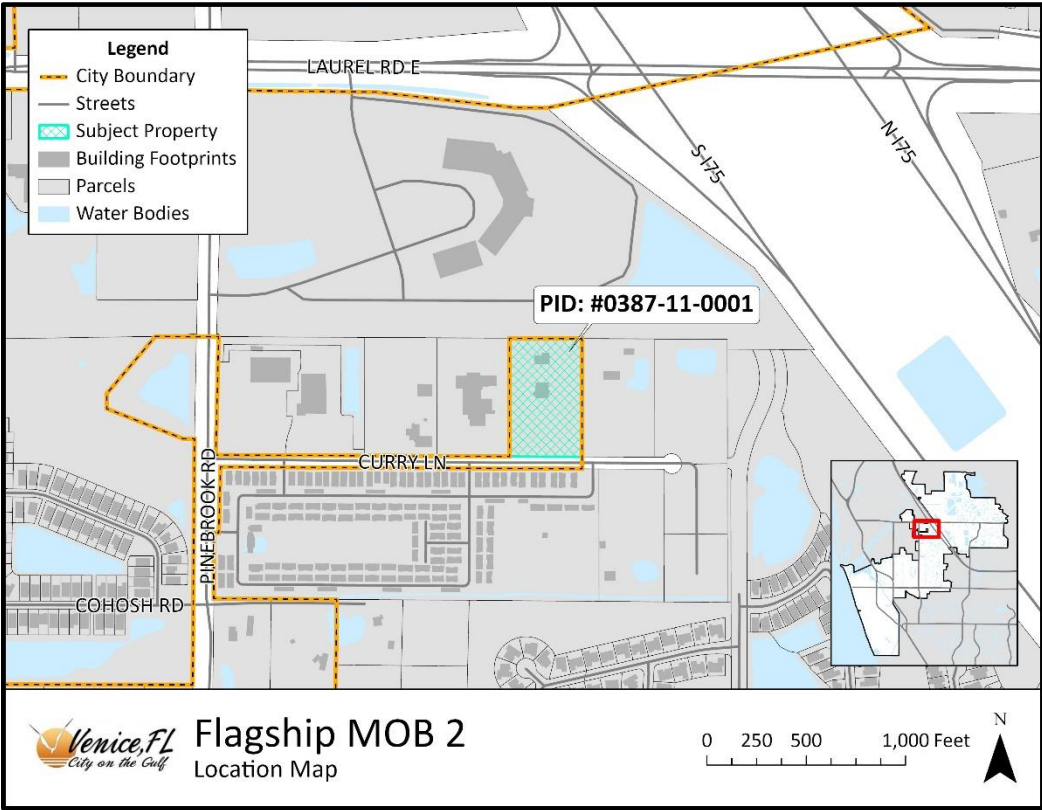 Legend
City Boundary
Streets
Subject Property
Building Footprints
Parcels
Water Bodies
LAUREL RD E
S I75
N I75
PID: #0387-11-0001
CURRY LN
PINEBROOK RD
COHOSH RD
Venice, FL
City on the Gulf
Flagship MOB 2
Location Map
0 250 500 1,000 Feet
N